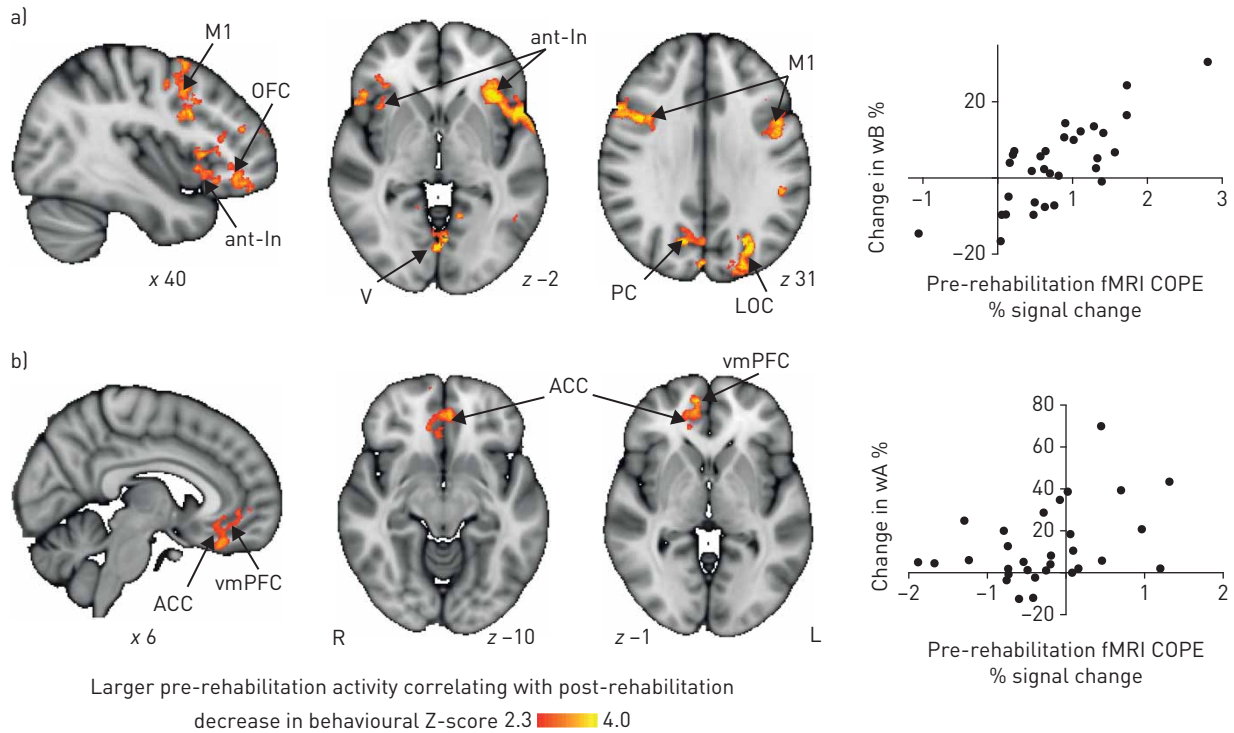 a)
M1
OFC
ant-In
x 40
ant-In
V
z –2
M1
PC
LOC
z 31
Change in wB %
20
–20
–1
0
1
2
3
Pre-rehabilitation fMRI COPE
% signal change
b)
ACC
vmPFC
x 6
ACC
vmPFC
R
z –10
z –1
L
Change in wA %
80
60
40
20
0
–20
–2
–1
0
1
2
Pre-rehabilitation fMRI COPE
% signal change
Larger pre-rehabilitation activity correlating with post-rehabilitation
decrease in behavioural Z-score 2.3 4.0